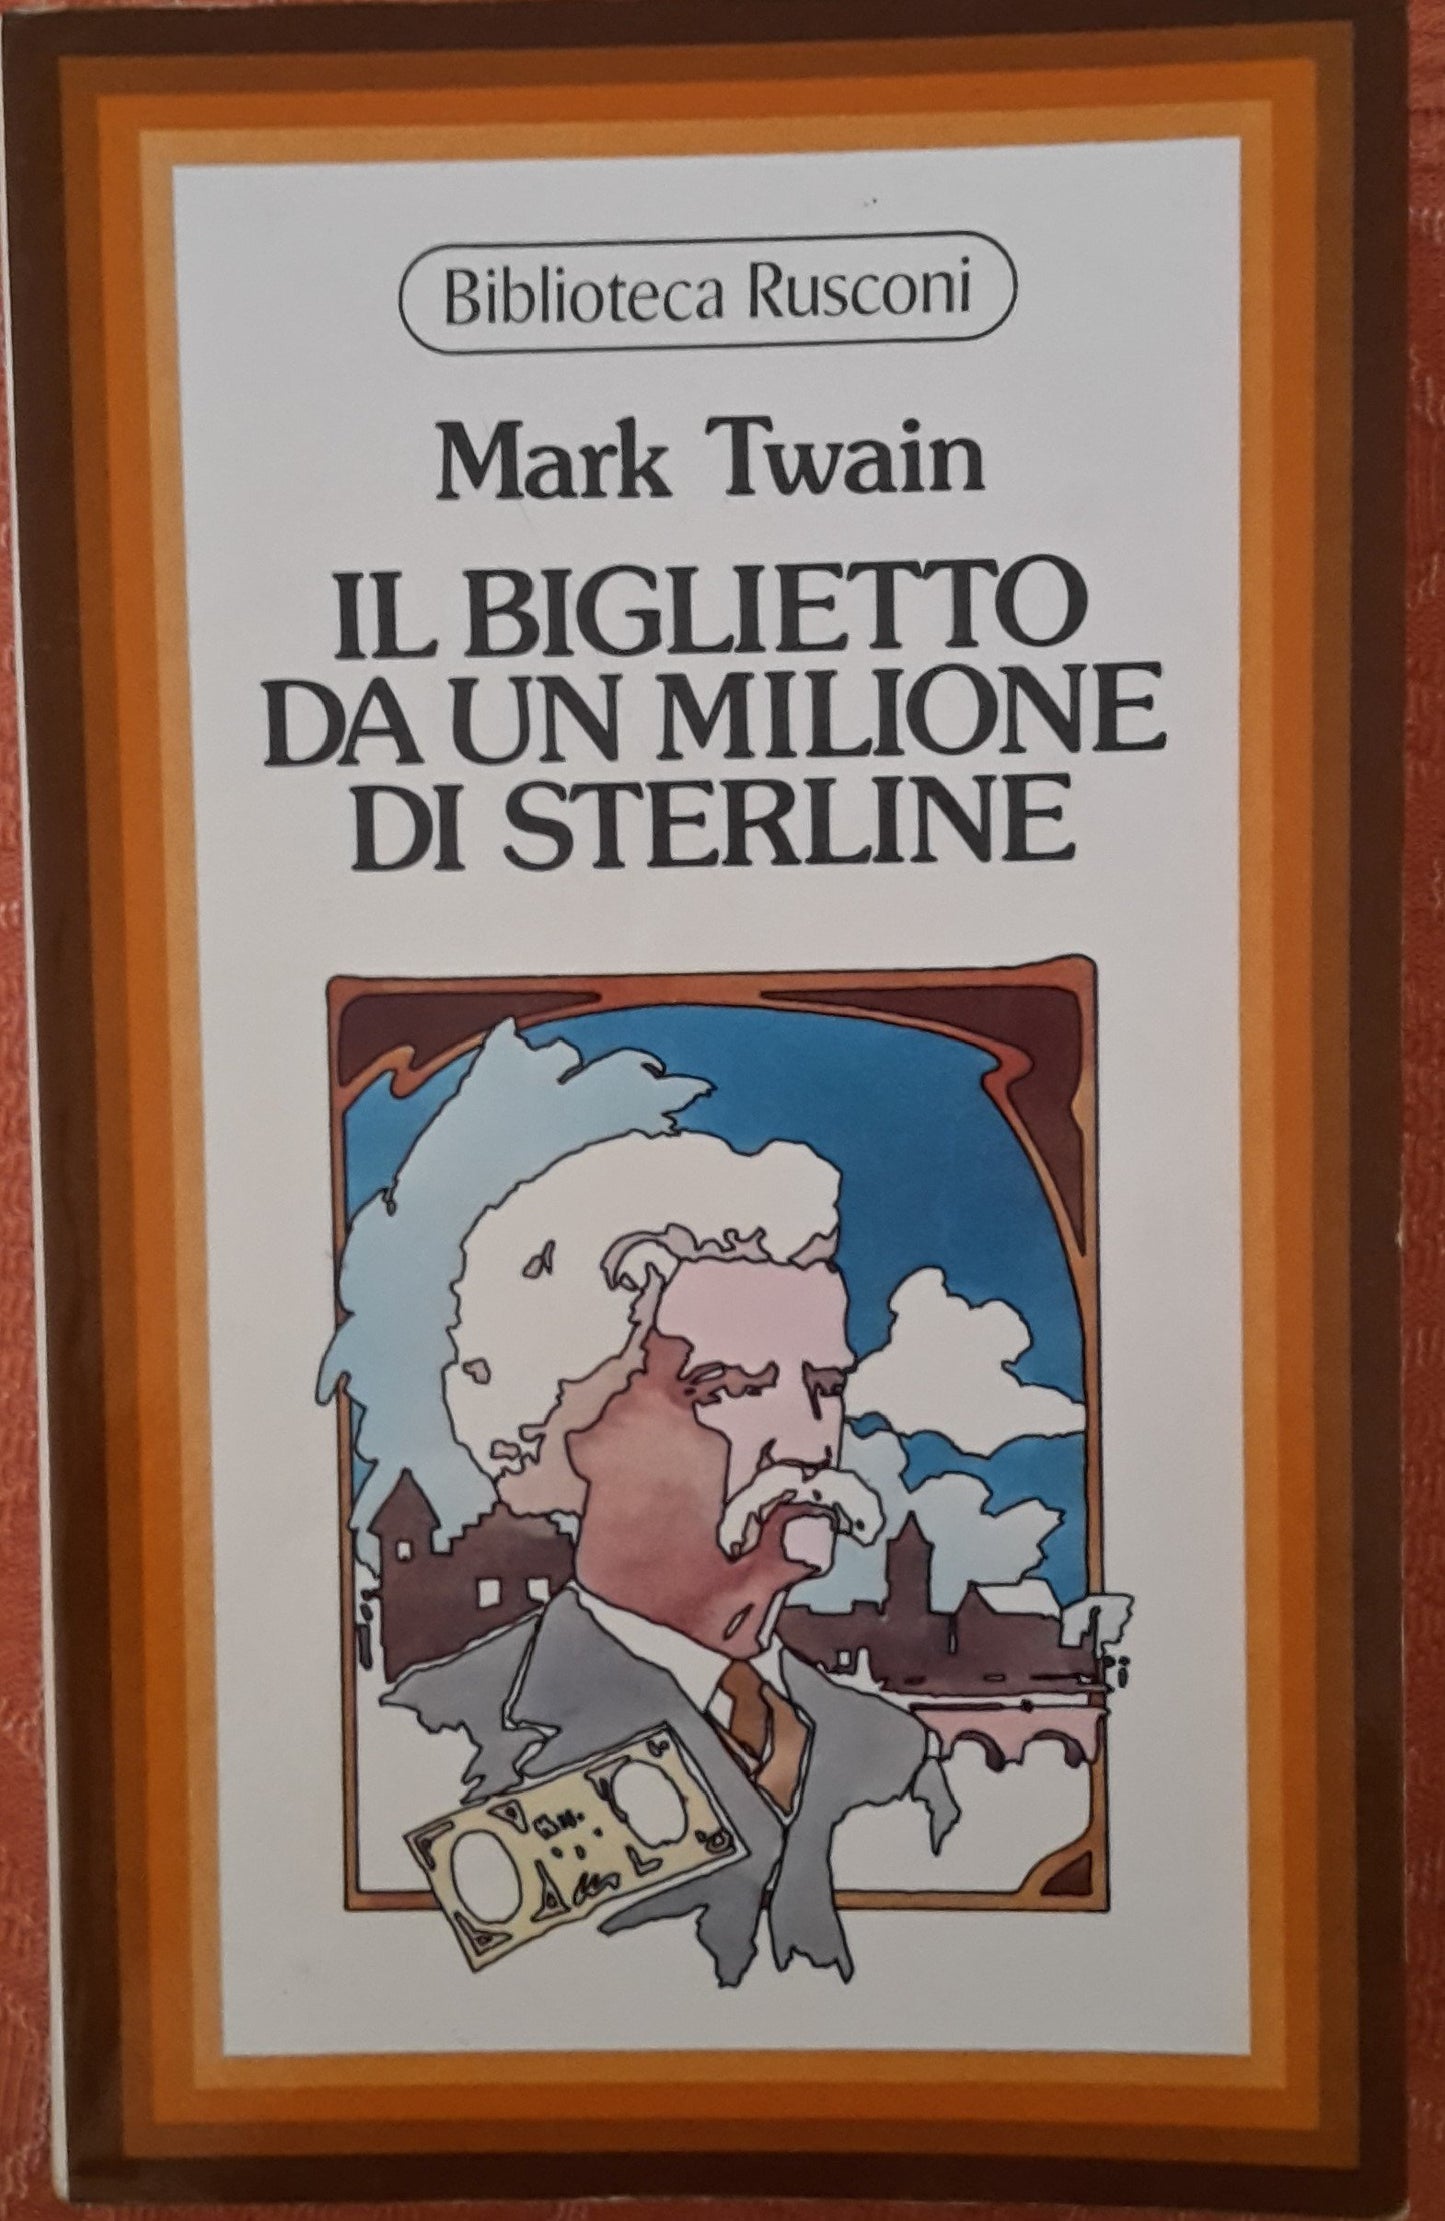 Biblioteca Rusconi
Mark Twain
IL BIGLIETTO
DA UN MILIONE
DI STERLINE